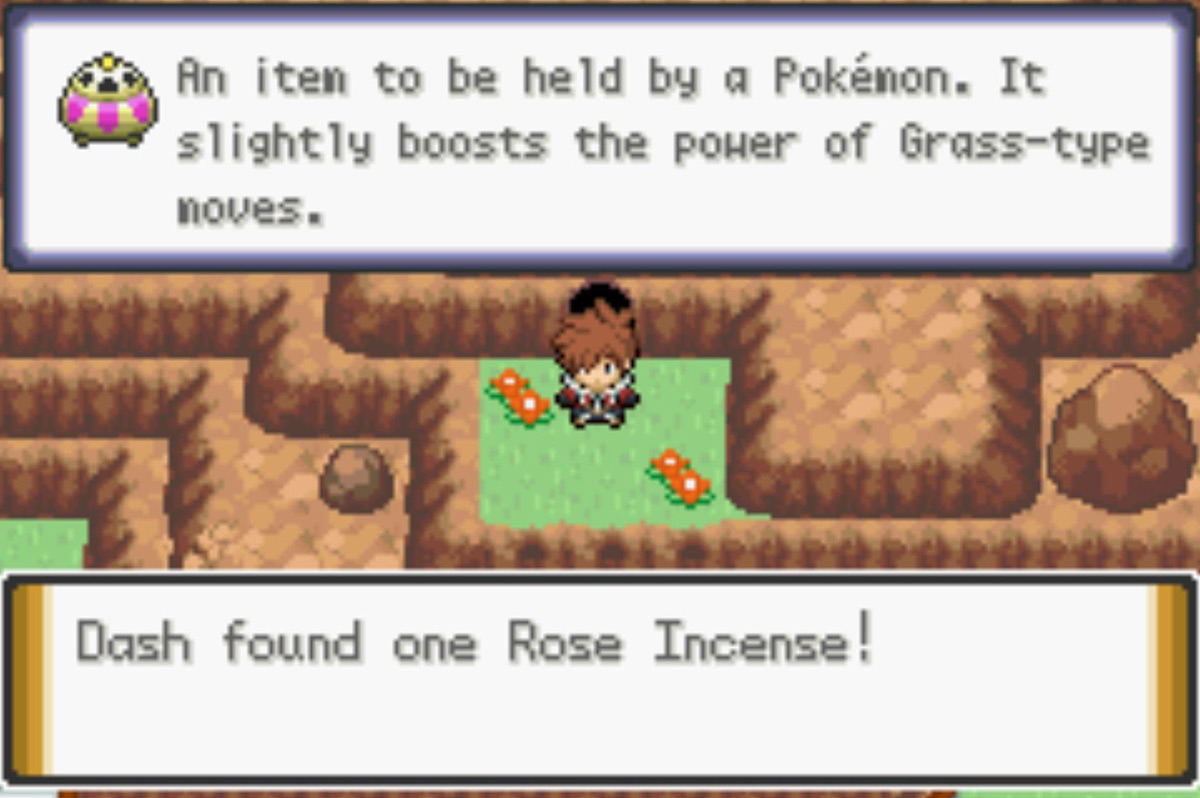 An item to be held by a Pokémon. It
slightly boosts the power of Grass-type
moves.
Dash found one Rose Incense!